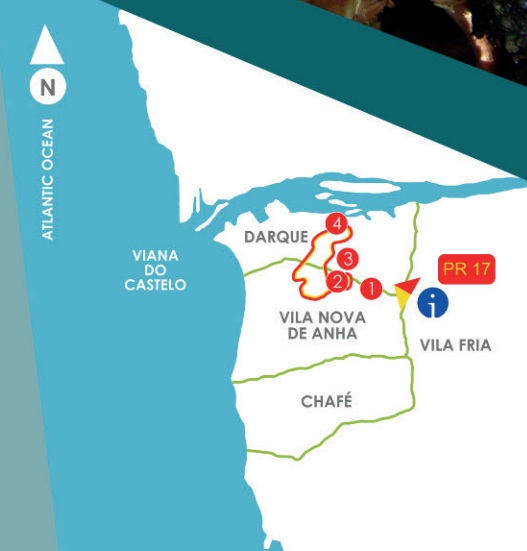 N
ATLANTIC OCEAN
4
DARQUE
VIANA
DO
CASTELO
3
PR 17
2
1
i
VILA NOVA
DE ANHA
VILA FRIA
CHAFÉ